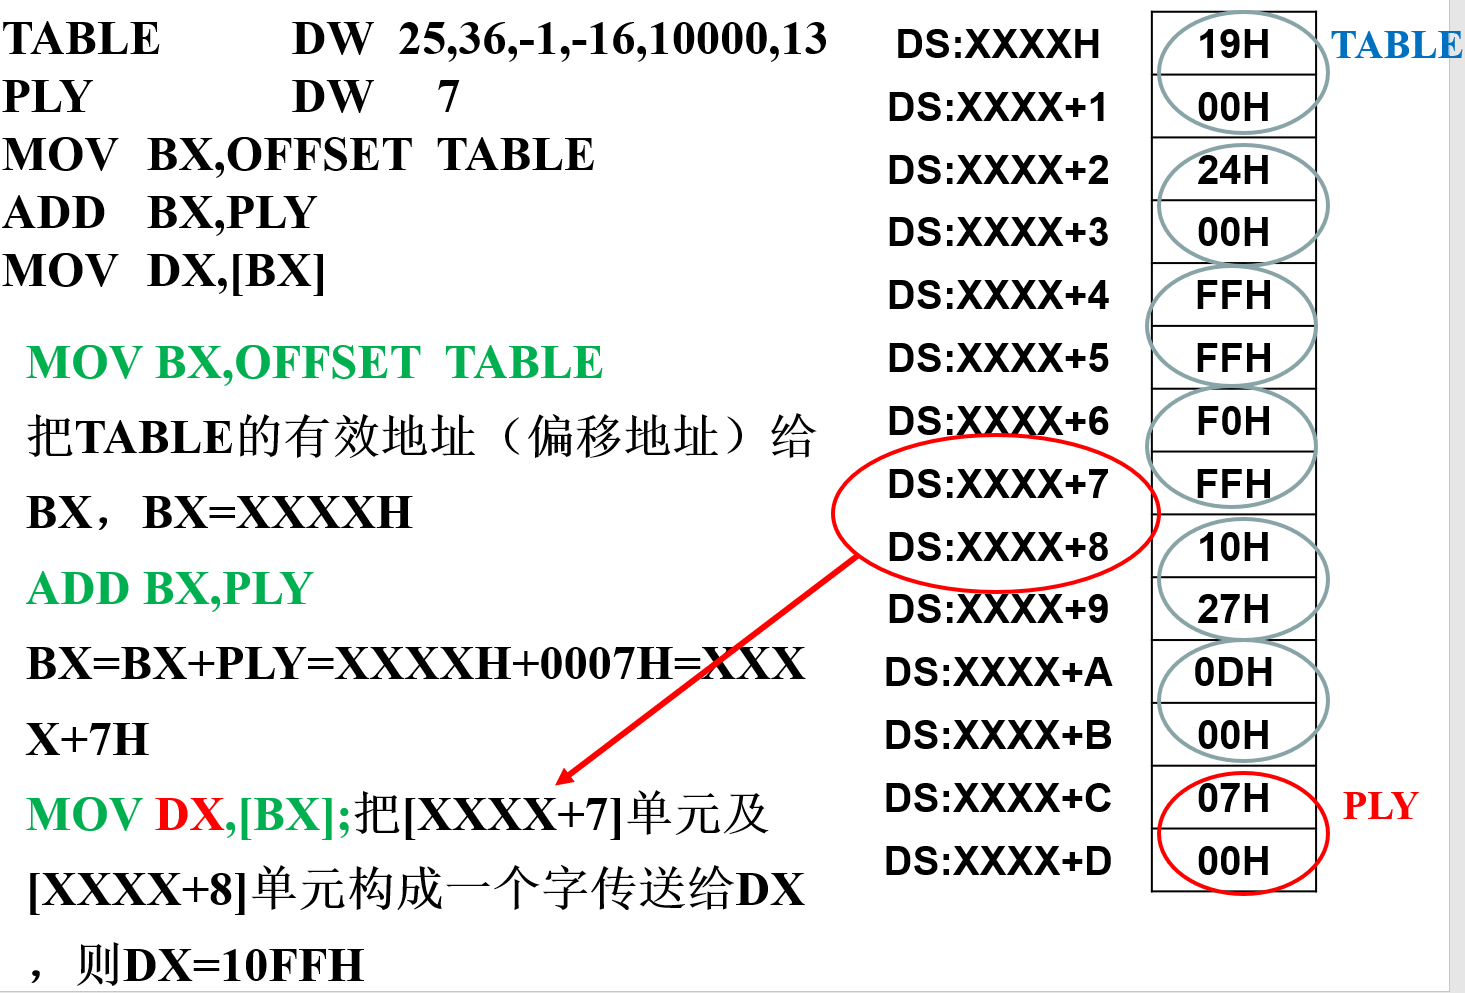 TABLE DW 25,36,-1,-16,10000,13
PLY DW 7
MOV BX,OFFSET TABLE
ADD BX,PLY
MOV DX,[BX]
MOV BX,OFFSET TABLE
把TABLE的有效地址（偏移地址）给
BX，BX=XXXXH
ADD BX,PLY
BX=BX+PLY=XXXXH+0007H=XXX
X+7H
MOV DX,[BX];把[XXXX+7]单元及
[XXXX+8]单元构成一个字传送给DX
，则DX=10FFH
DS:XXXXH 19H TABLE
DS:XXXX+1 00H
DS:XXXX+2 24H
DS:XXXX+3 00H
DS:XXXX+4 FFH
DS:XXXX+5 FFH
DS:XXXX+6 F0H
DS:XXXX+7 FFH
DS:XXXX+8 10H
DS:XXXX+9 27H
DS:XXXX+A 0DH
DS:XXXX+B 00H
DS:XXXX+C 07H PLY
DS:XXXX+D 00H